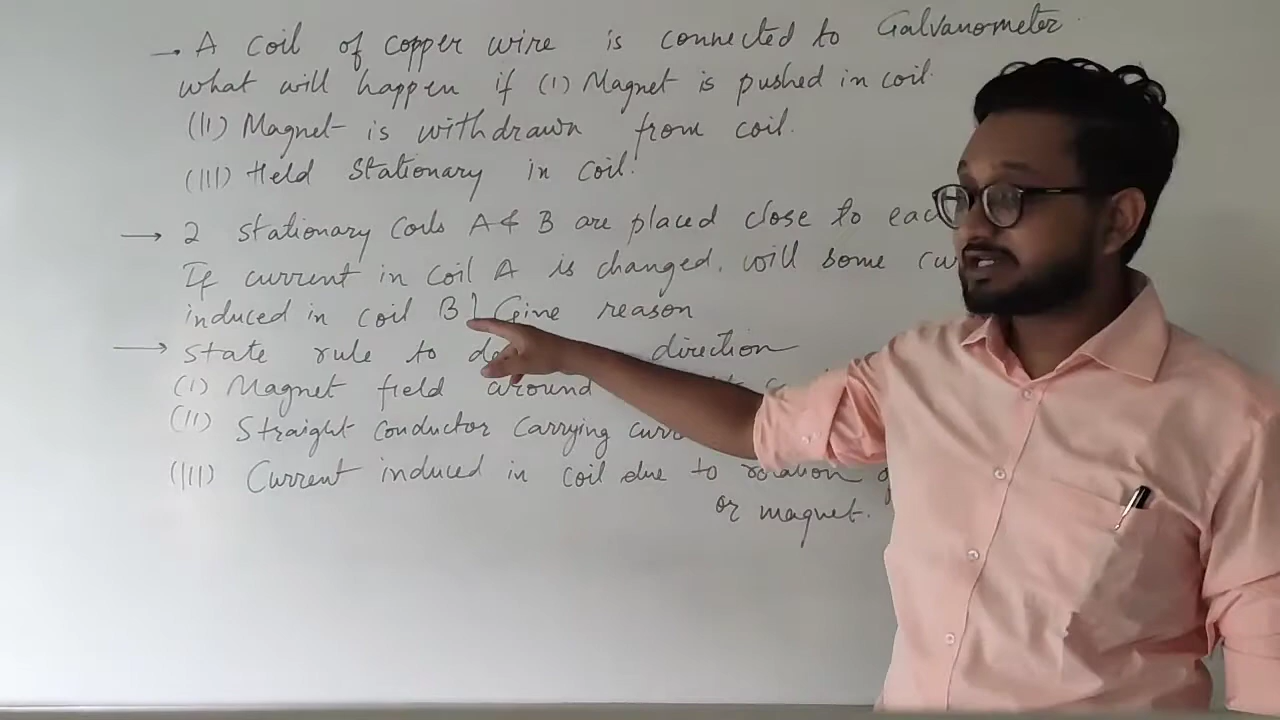 → A coil of copper wire is connected to Galvanometer.
what will happen if (I) Magnet is pushed in coil.
(II) Magnet is withdrawn from coil.
(III) Held Stationary in coil.
→ 2 stationary Coils A & B are placed close to eac
If current in coil A is changed, will some cu
induced in coil B? Give reason
→ State rule to de direction
(I) Magnet field around
(II) Straight conductor carrying curr
(III) Current induced in coil due to rotation
or magnet.